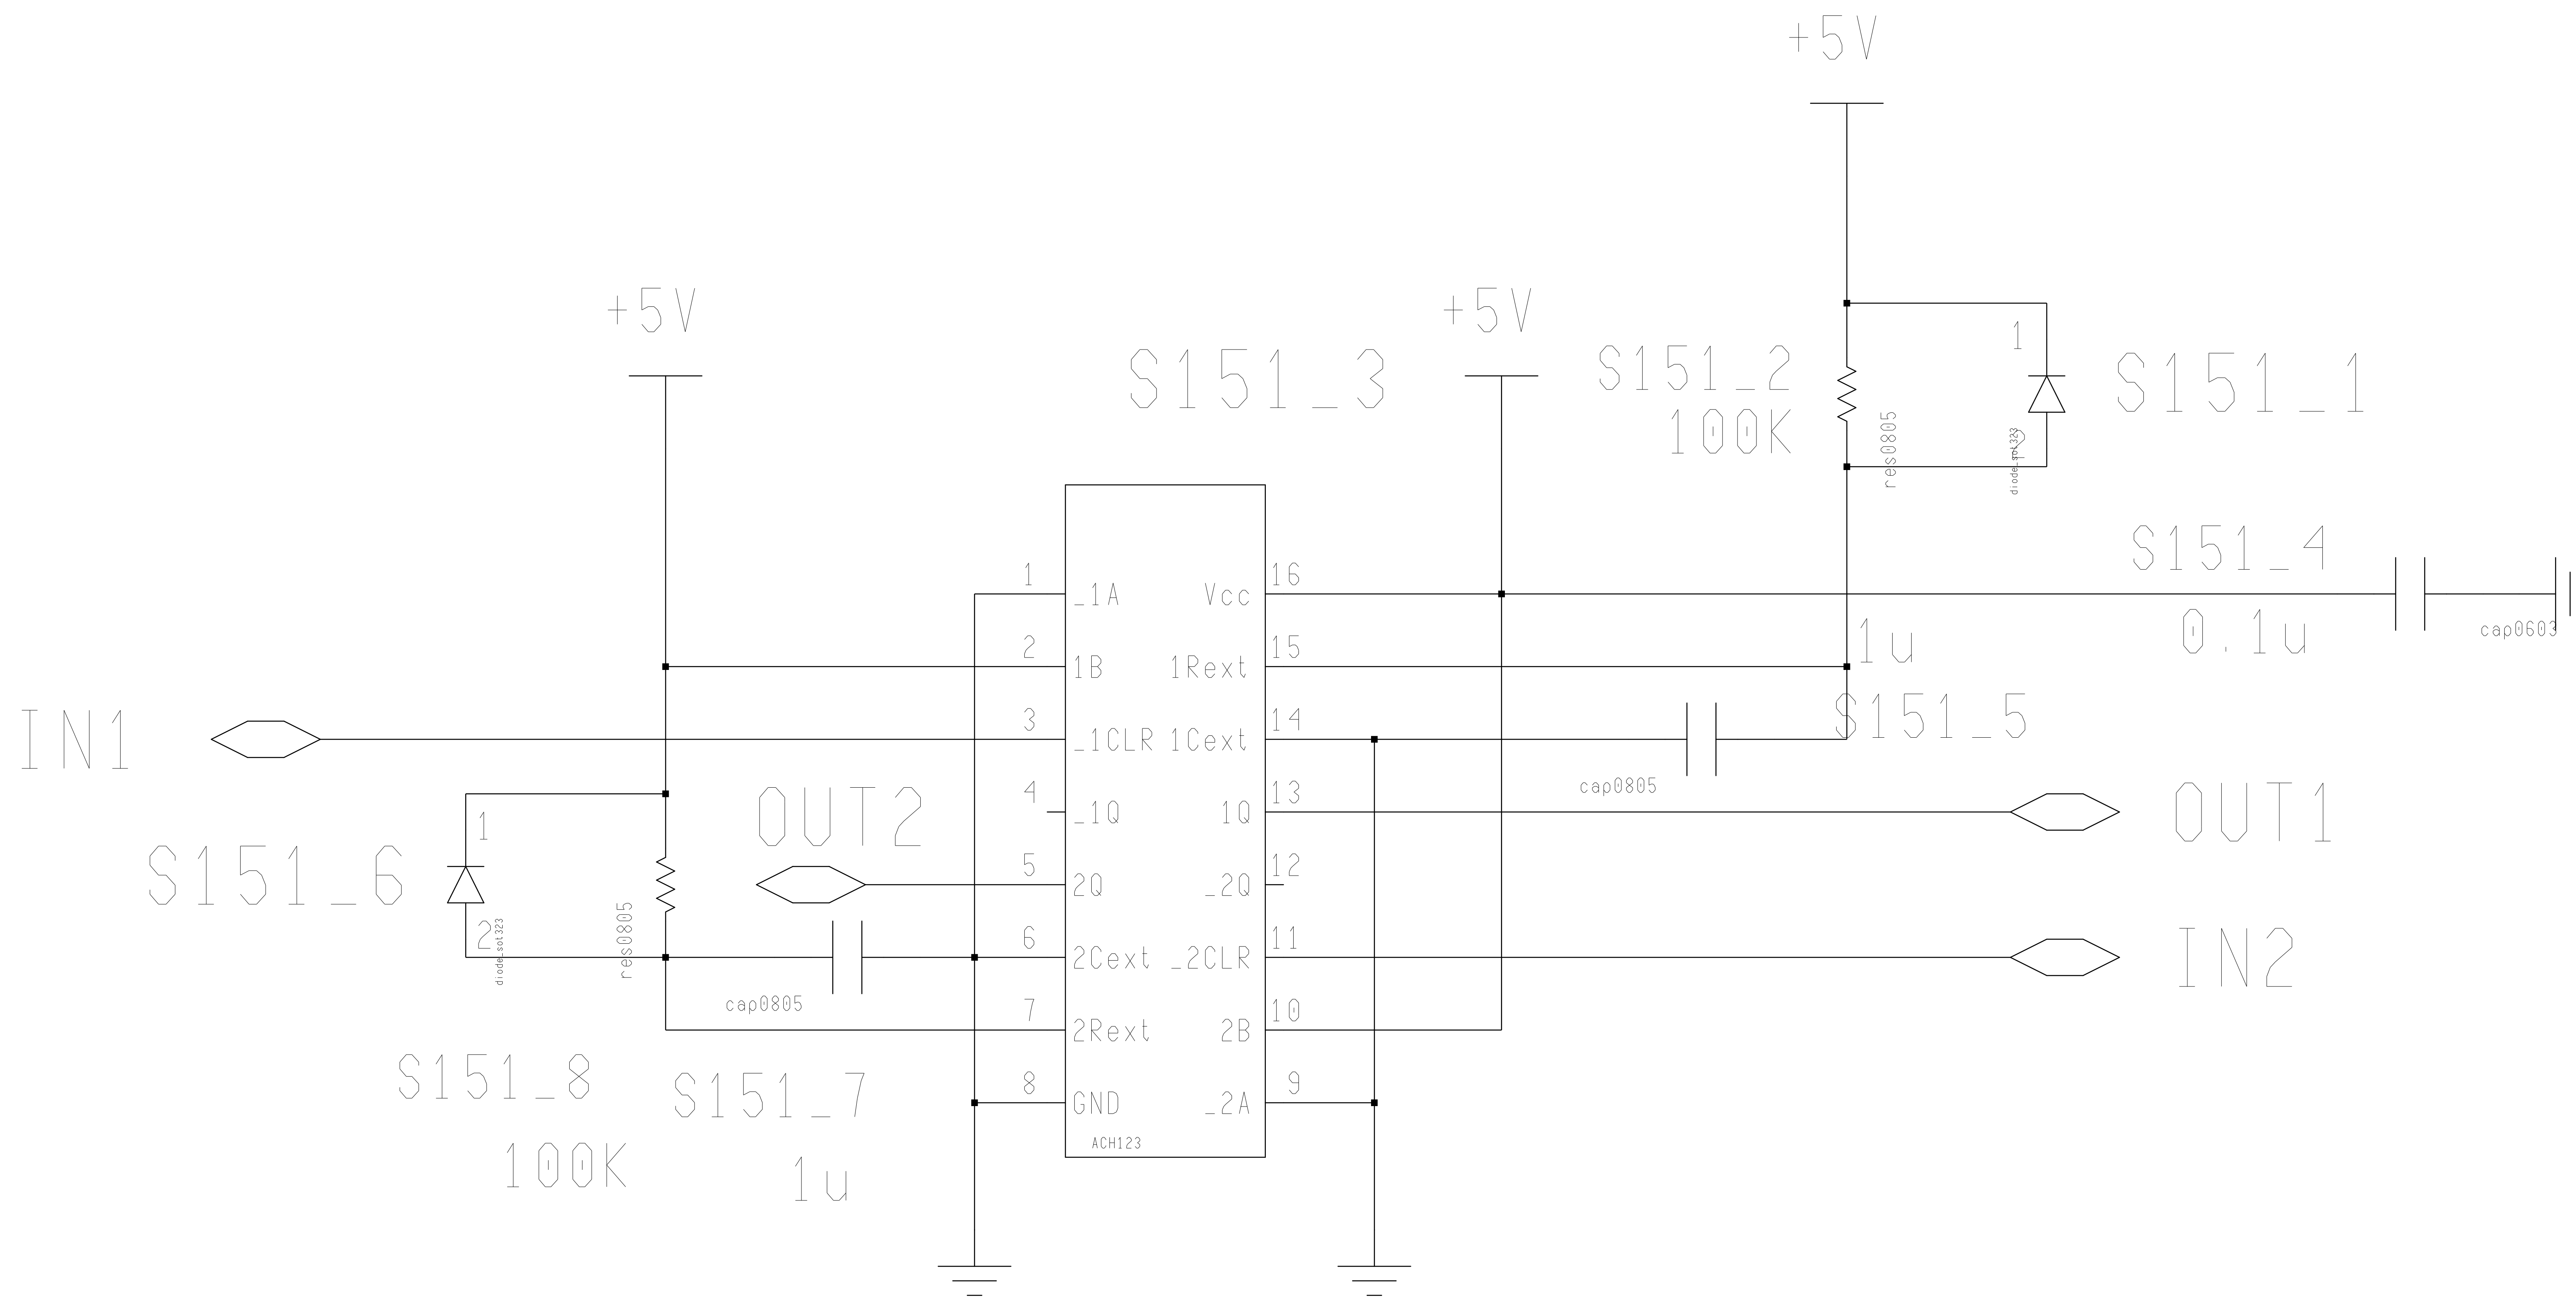 +5V
+5V
+5V
S151_3
S151_2
100K
res0805
1
2
diode_sot323
S151_1
S151_4
0.1u
cap0603
1
_1A
Vcc
16
2
1B
1Rext
15
1u
IN1
3
_1CLR
1Cext
14
S151_5
cap0805
4
_1Q
1Q
13
OUT1
OUT2
5
2Q
_2Q
12
S151_6
1
2
diode_sot323
res0805
cap0805
6
2Cext
_2CLR
11
IN2
7
2Rext
2B
10
S151_8
100K
S151_7
1u
8
GND
_2A
9
ACH123